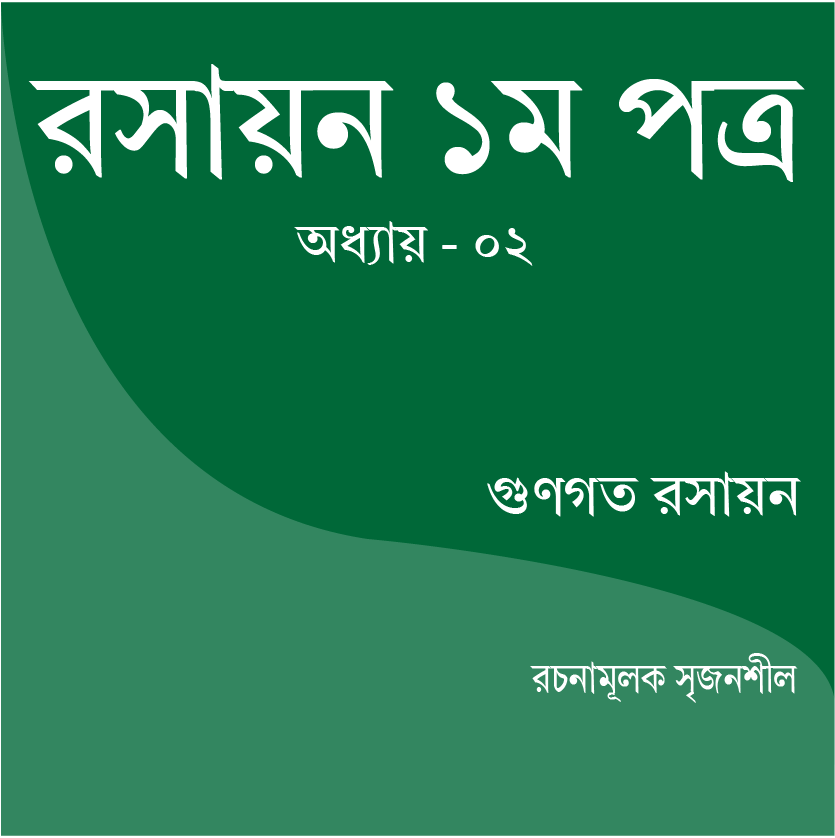 রসায়ন ১ম পত্র
অধ্যায় - ০২
গুণগত রসায়ন
রচনামূলক সৃজনশীল